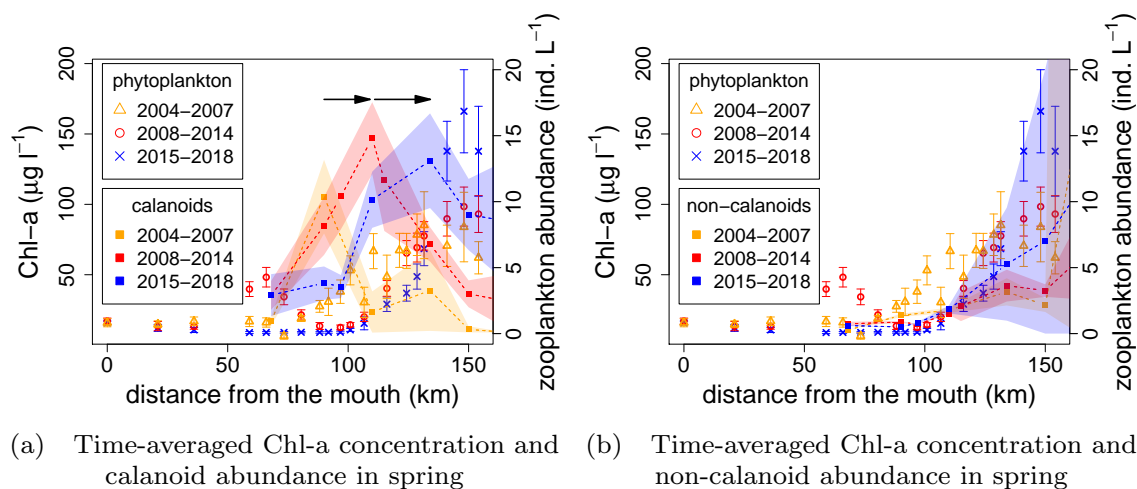 phytoplankton
2004−2007
2008−2014
2015−2018
calanoids
2004−2007
2008−2014
2015−2018
Chl−a (μg l⁻¹)
50
100
150
200
0
50
100
150
distance from the mouth (km)
0
5
10
15
20
zooplankton abundance (ind. L⁻¹)
(a) Time-averaged Chl-a concentration and
calanoid abundance in spring
phytoplankton
2004−2007
2008−2014
2015−2018
non−calanoids
2004−2007
2008−2014
2015−2018
Chl−a (μg l⁻¹)
50
100
150
200
0
50
100
150
distance from the mouth (km)
0
5
10
15
20
zooplankton abundance (ind. L⁻¹)
(b) Time-averaged Chl-a concentration and
non-calanoid abundance in spring